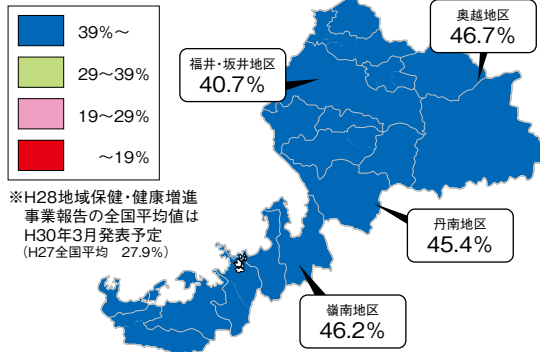 39%～
29～39%
19～29%
～19%
※H28地域保健・健康増進
事業報告の全国平均値は
H30年3月発表予定
（H27全国平均　27.9%）
奥越地区
46.7%
福井・坂井地区
40.7%
丹南地区
45.4%
嶺南地区
46.2%